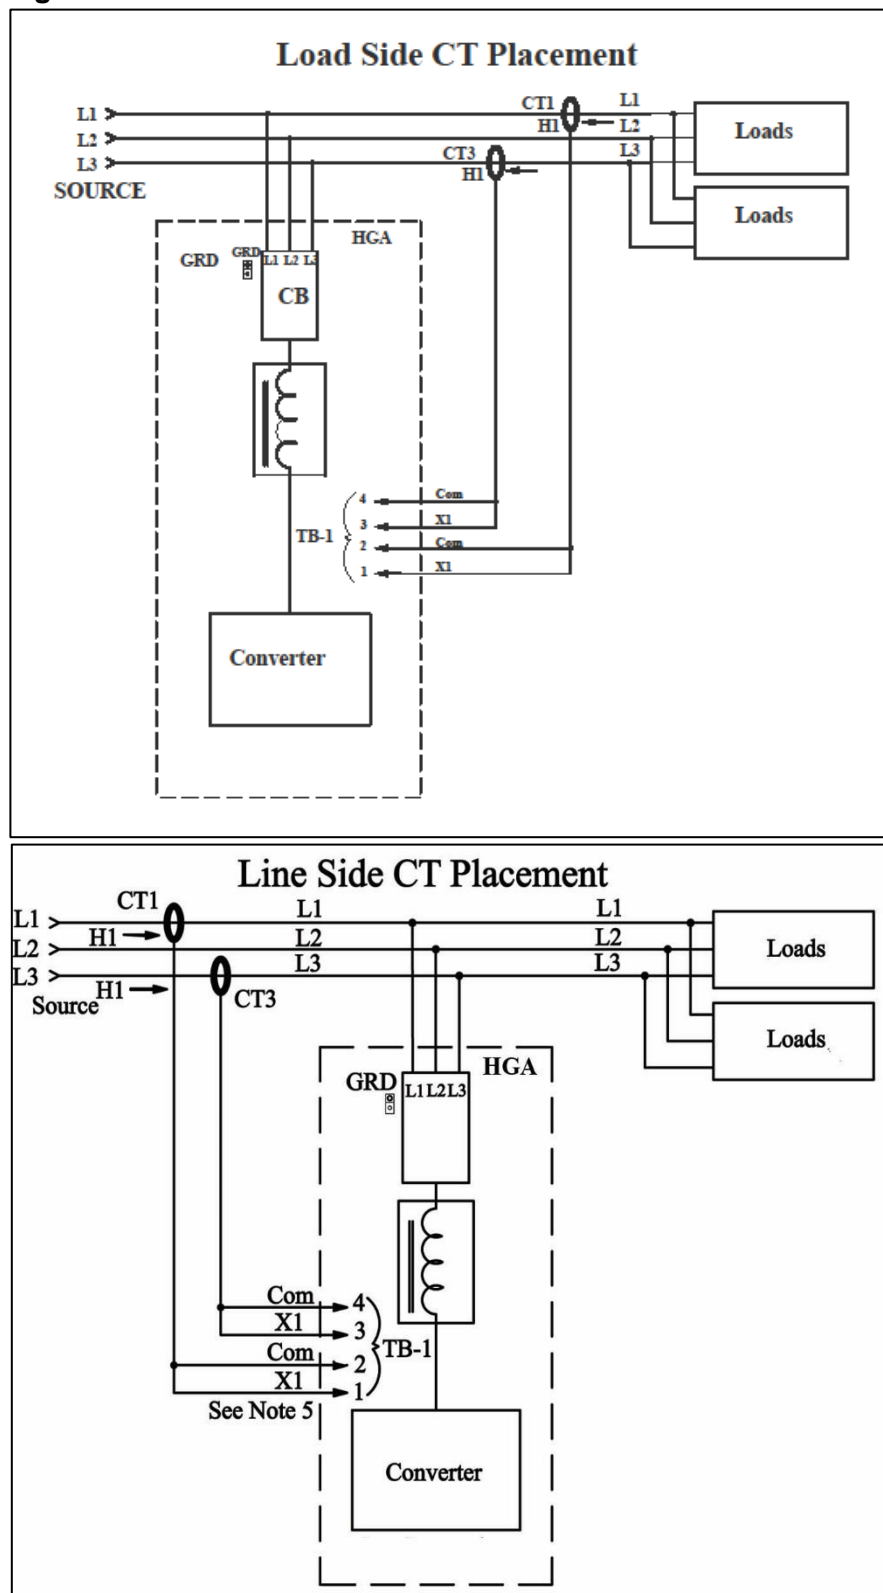 Load Side CT Placement
L1
CT1
L1
L2
H1
L2
Loads
L3
CT3
L3
H1
SOURCE
Loads
HGA
GRD
GRD
L1 L2 L3
CB
4
Com
3
X1
TB-1
2
Com
1
X1
Converter
Line Side CT Placement
CT1
L1
L1
L1
H1
L2
L2
L2
Loads
L3
L3
L3
H1
CT3
Source
Loads
HGA
GRD
L1 L2 L3
Com
4
X1
3
TB-1
Com
2
X1
1
See Note 5
Converter